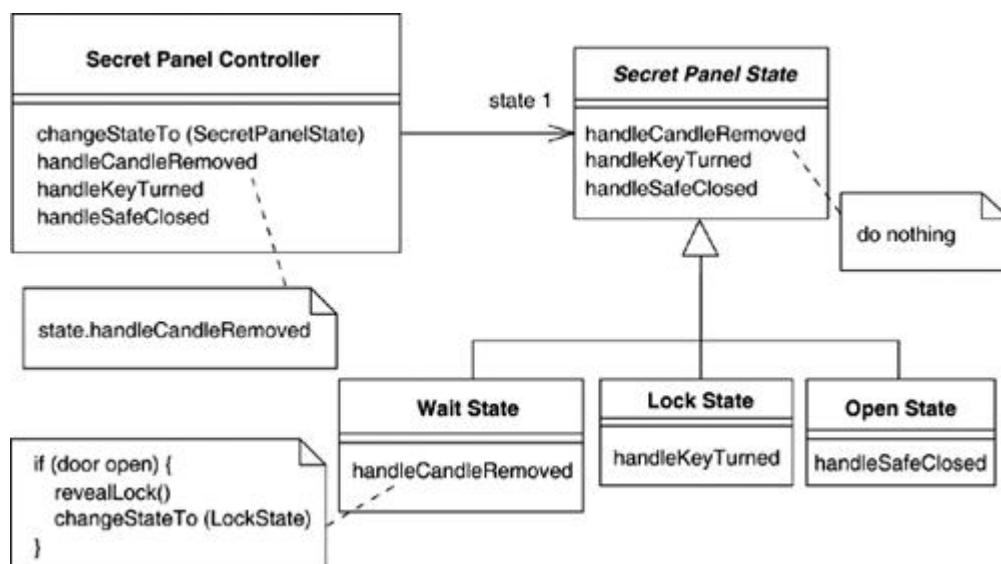 Secret Panel Controller
changeStateTo (SecretPanelState)
handleCandleRemoved
handleKeyTurned
handleSafeClosed
state.handleCandleRemoved
state 1
Secret Panel State
handleCandleRemoved
handleKeyTurned
handleSafeClosed
do nothing
Wait State
handleCandleRemoved
Lock State
handleKeyTurned
Open State
handleSafeClosed
if (door open) {
revealLock()
changeStateTo (LockState)
}